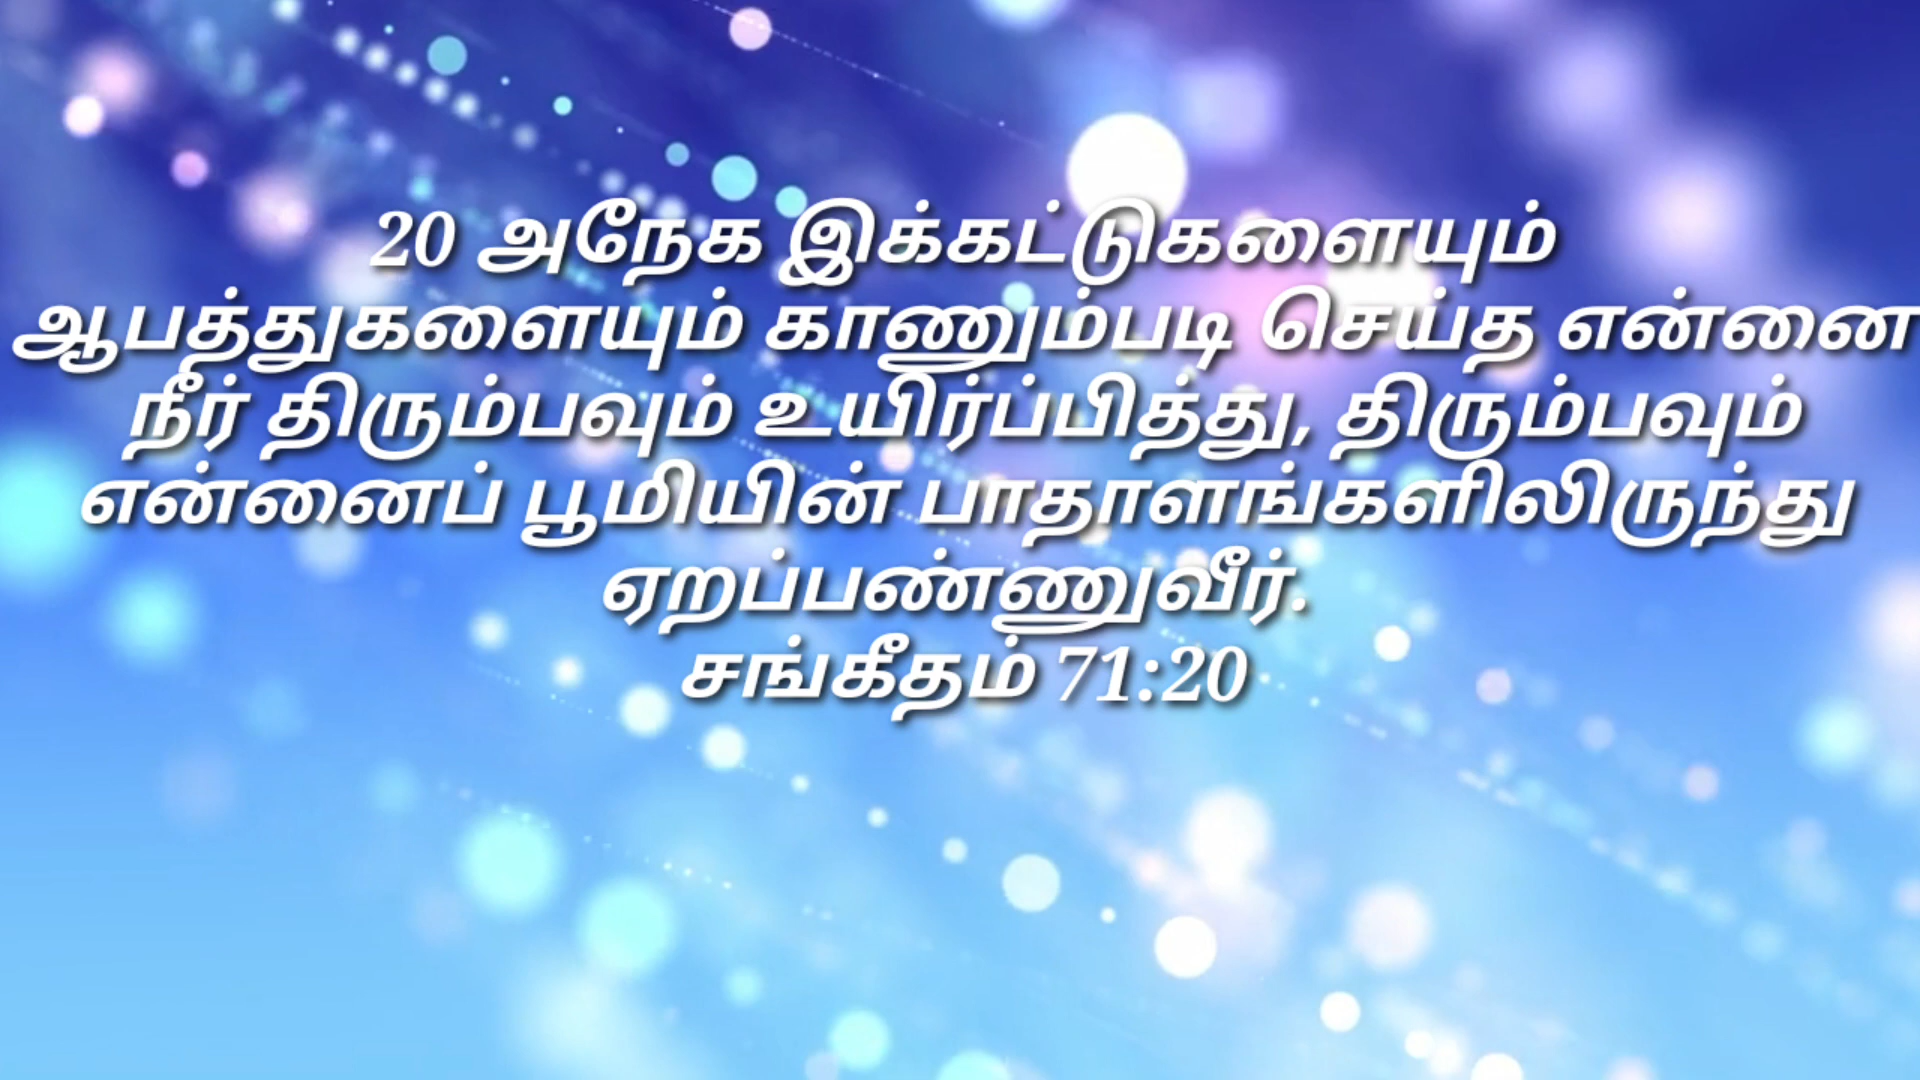 20 அநேக இக்கட்டுகளையும்
ஆபத்துகளையும் காணும்படி செய்த என்னை
நீர் திரும்பவும் உயிர்ப்பித்து, திரும்பவும்
என்னைப் பூமியின் பாதாளங்களிலிருந்து
ஏறப்பண்ணுவீர்.
சங்கீதம் 71:20